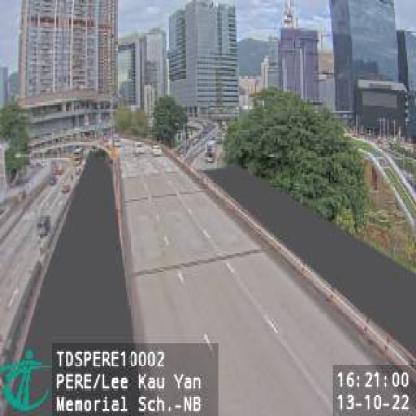 TDSPERE10002
PERE/Lee Kau Yan
Memorial Sch.-NB
16:21:00
13-10-22